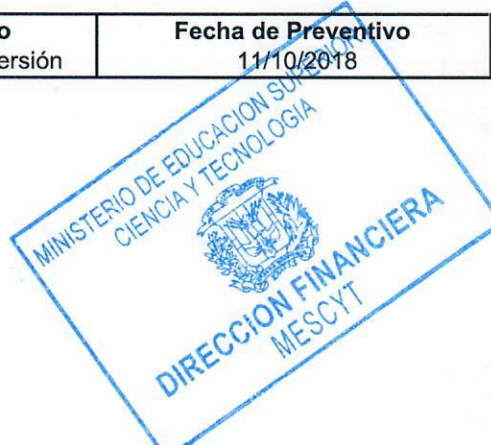 o
Fecha de Preventivo
ersión
11/10/2018
MINISTERIO DE EDUCACION SUPERIOR
CIENCIA Y TECNOLOGIA
DIRECCION FINANCIERA
MESCYT